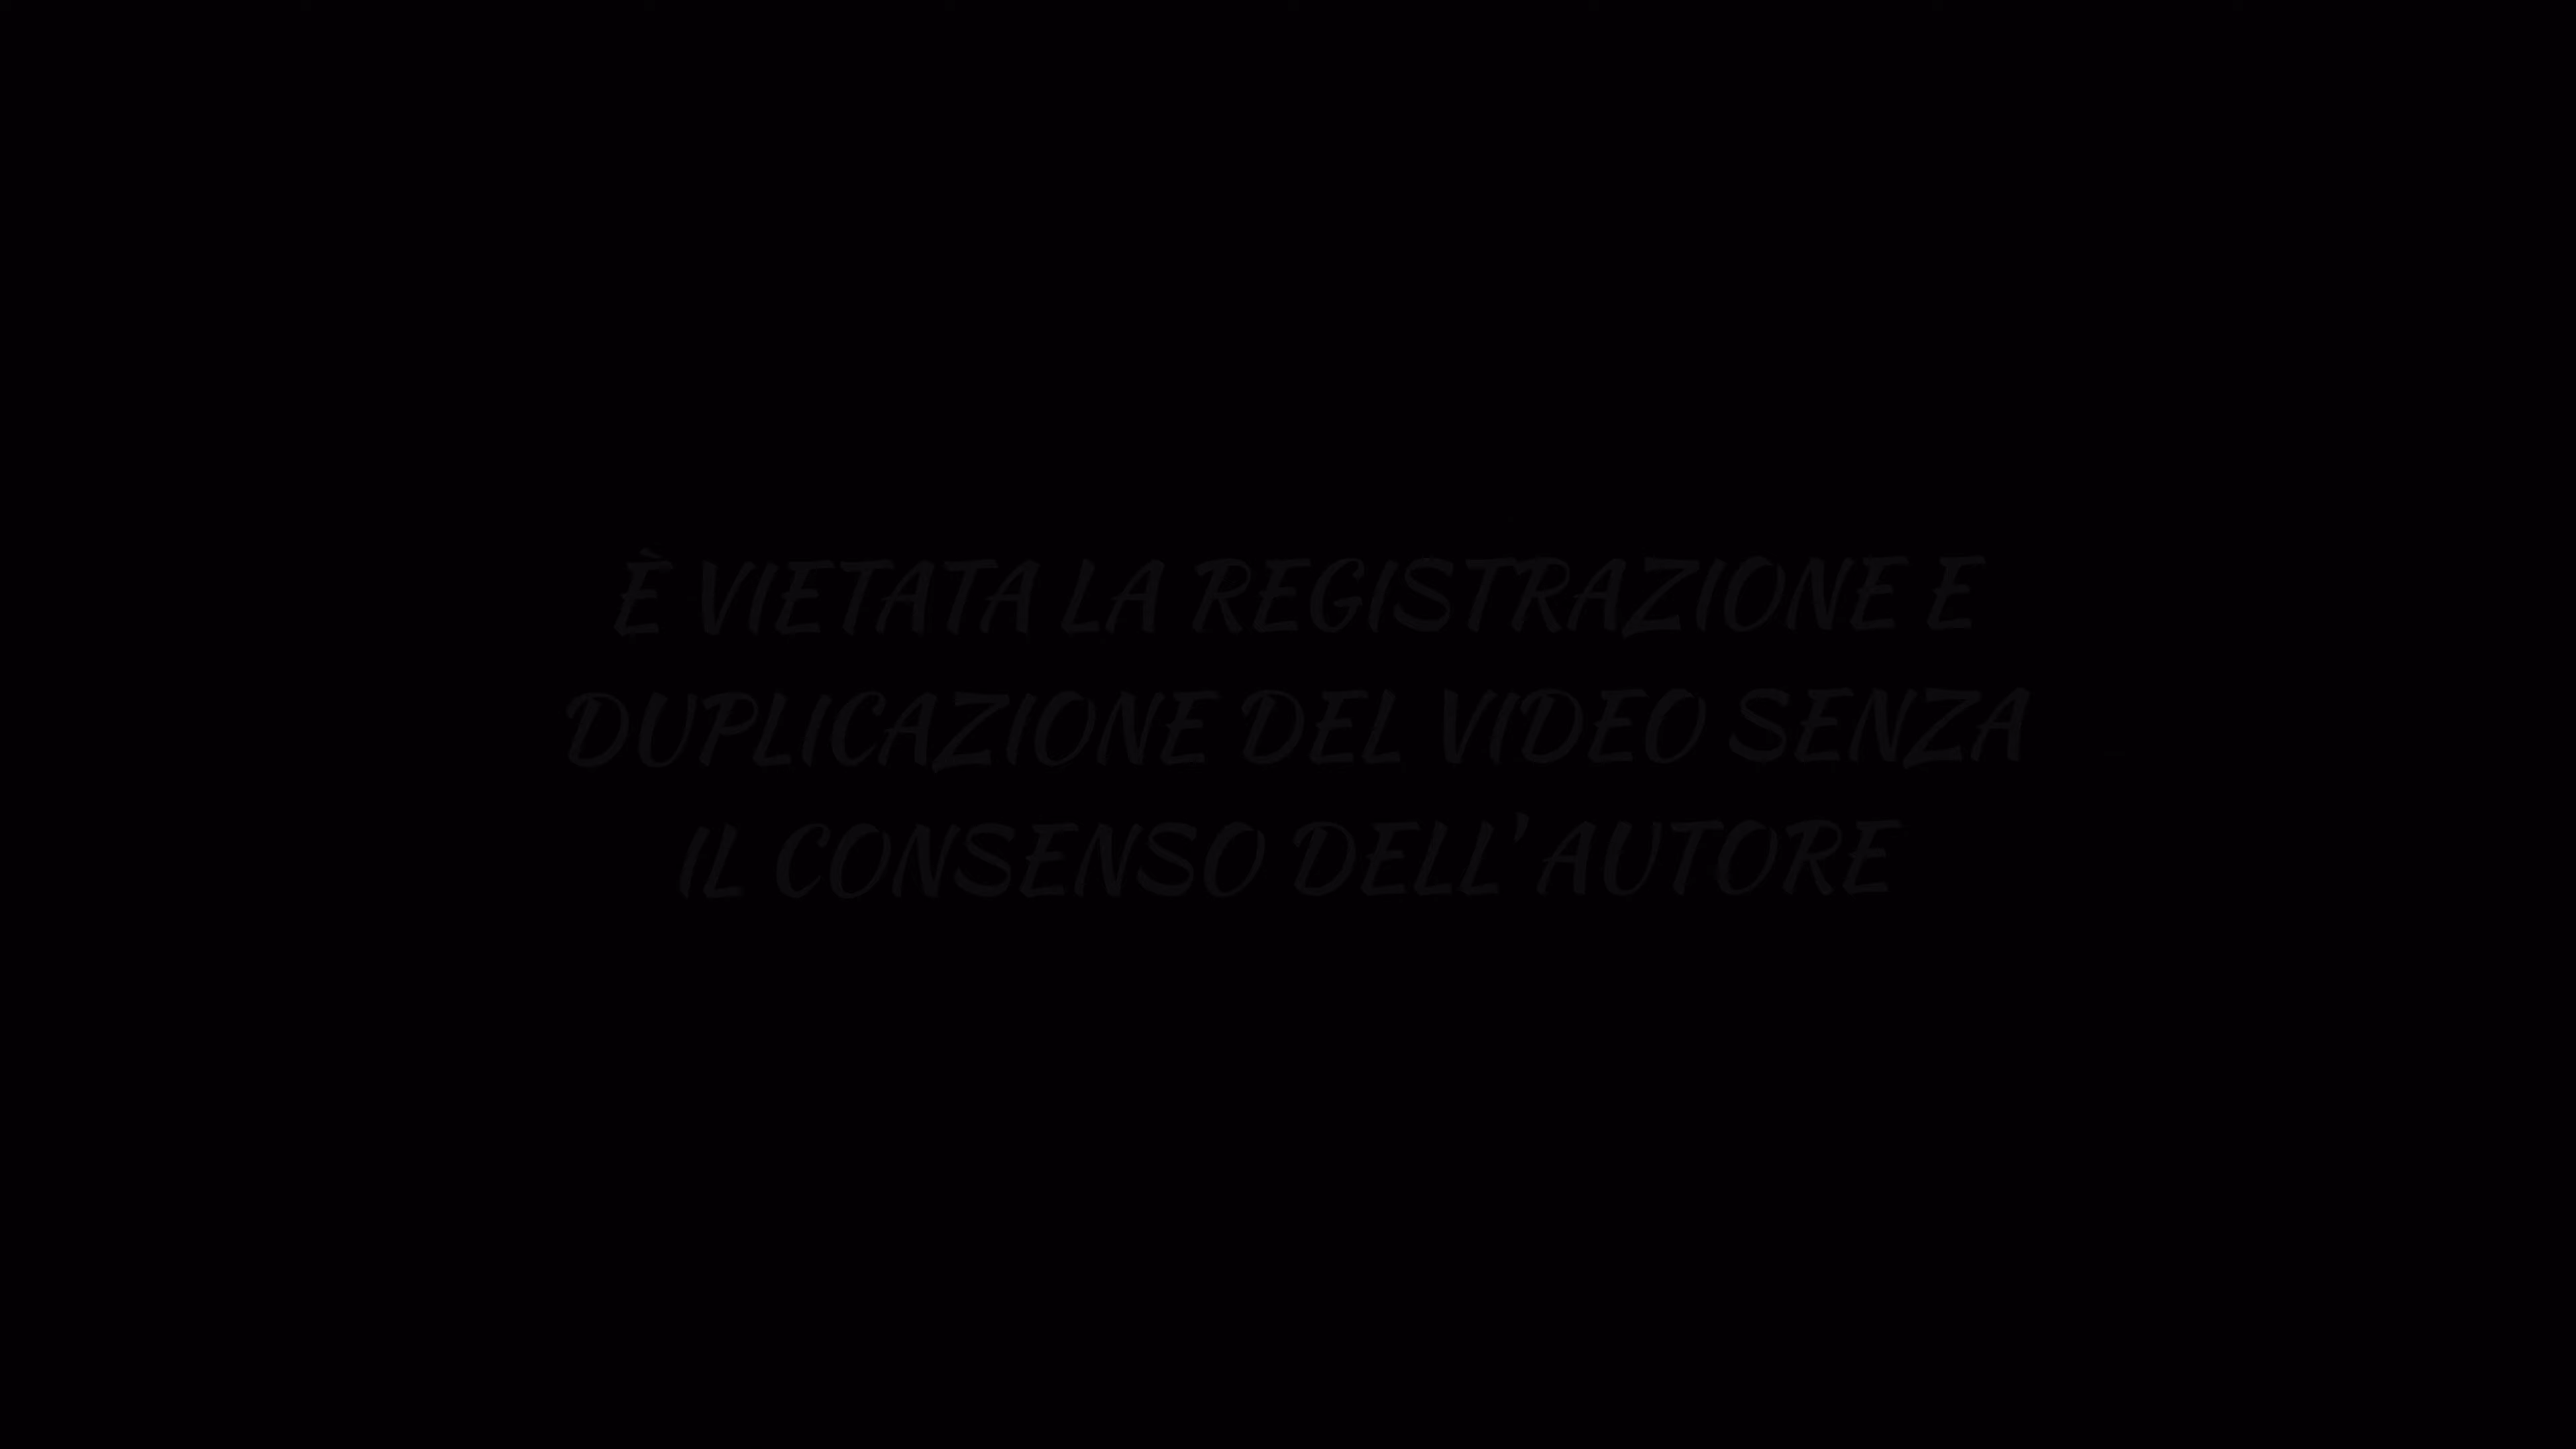 È VIETATA LA REGISTRAZIONE E
DUPLICAZIONE DEL VIDEO SENZA
IL CONSENSO DELL'AUTORE